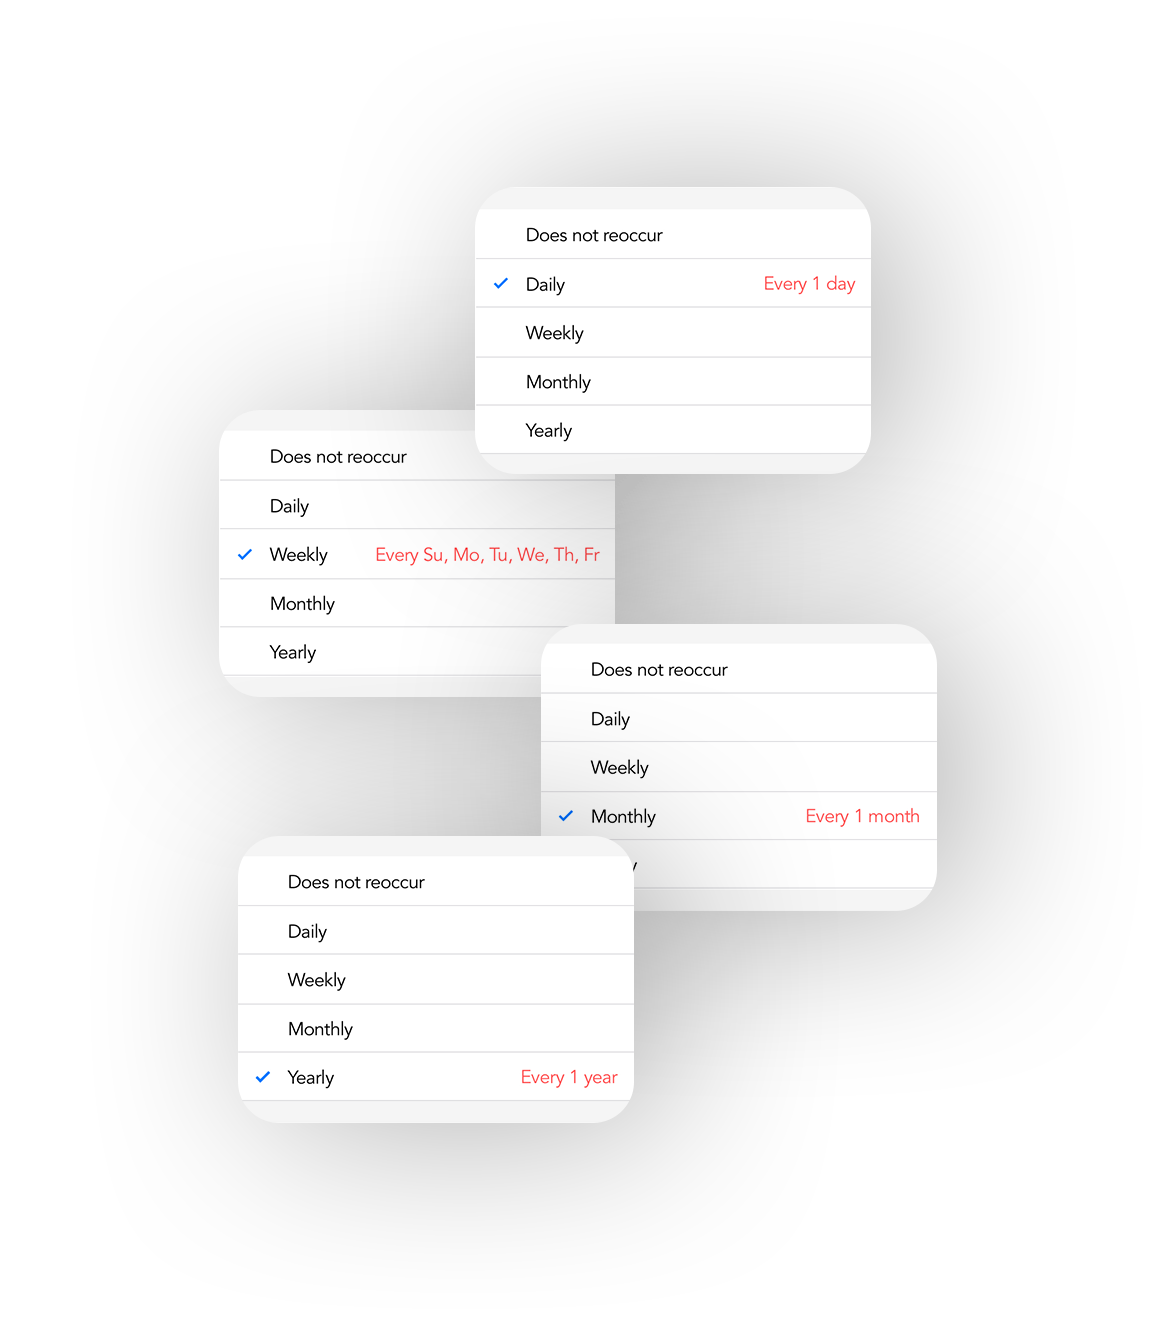 Does not reoccur
Daily Every 1 day
Weekly
Monthly
Yearly
Does not reoccur
Daily
Weekly Every Su, Mo, Tu, We, Th, Fr
Monthly
Yearly
Does not reoccur
Daily
Weekly
Monthly Every 1 month
Does not reoccur
Daily
Weekly
Monthly
Yearly Every 1 year